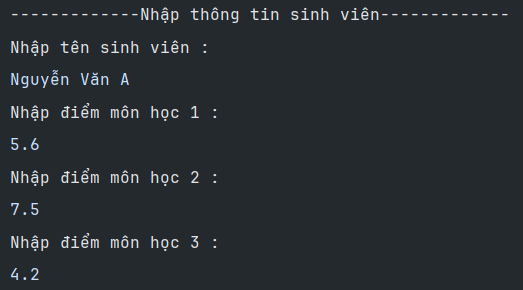 -------------Nhập thông tin sinh viên-------------
Nhập tên sinh viên :
Nguyễn Văn A
Nhập điểm môn học 1 :
5.6
Nhập điểm môn học 2 :
7.5
Nhập điểm môn học 3 :
4.2